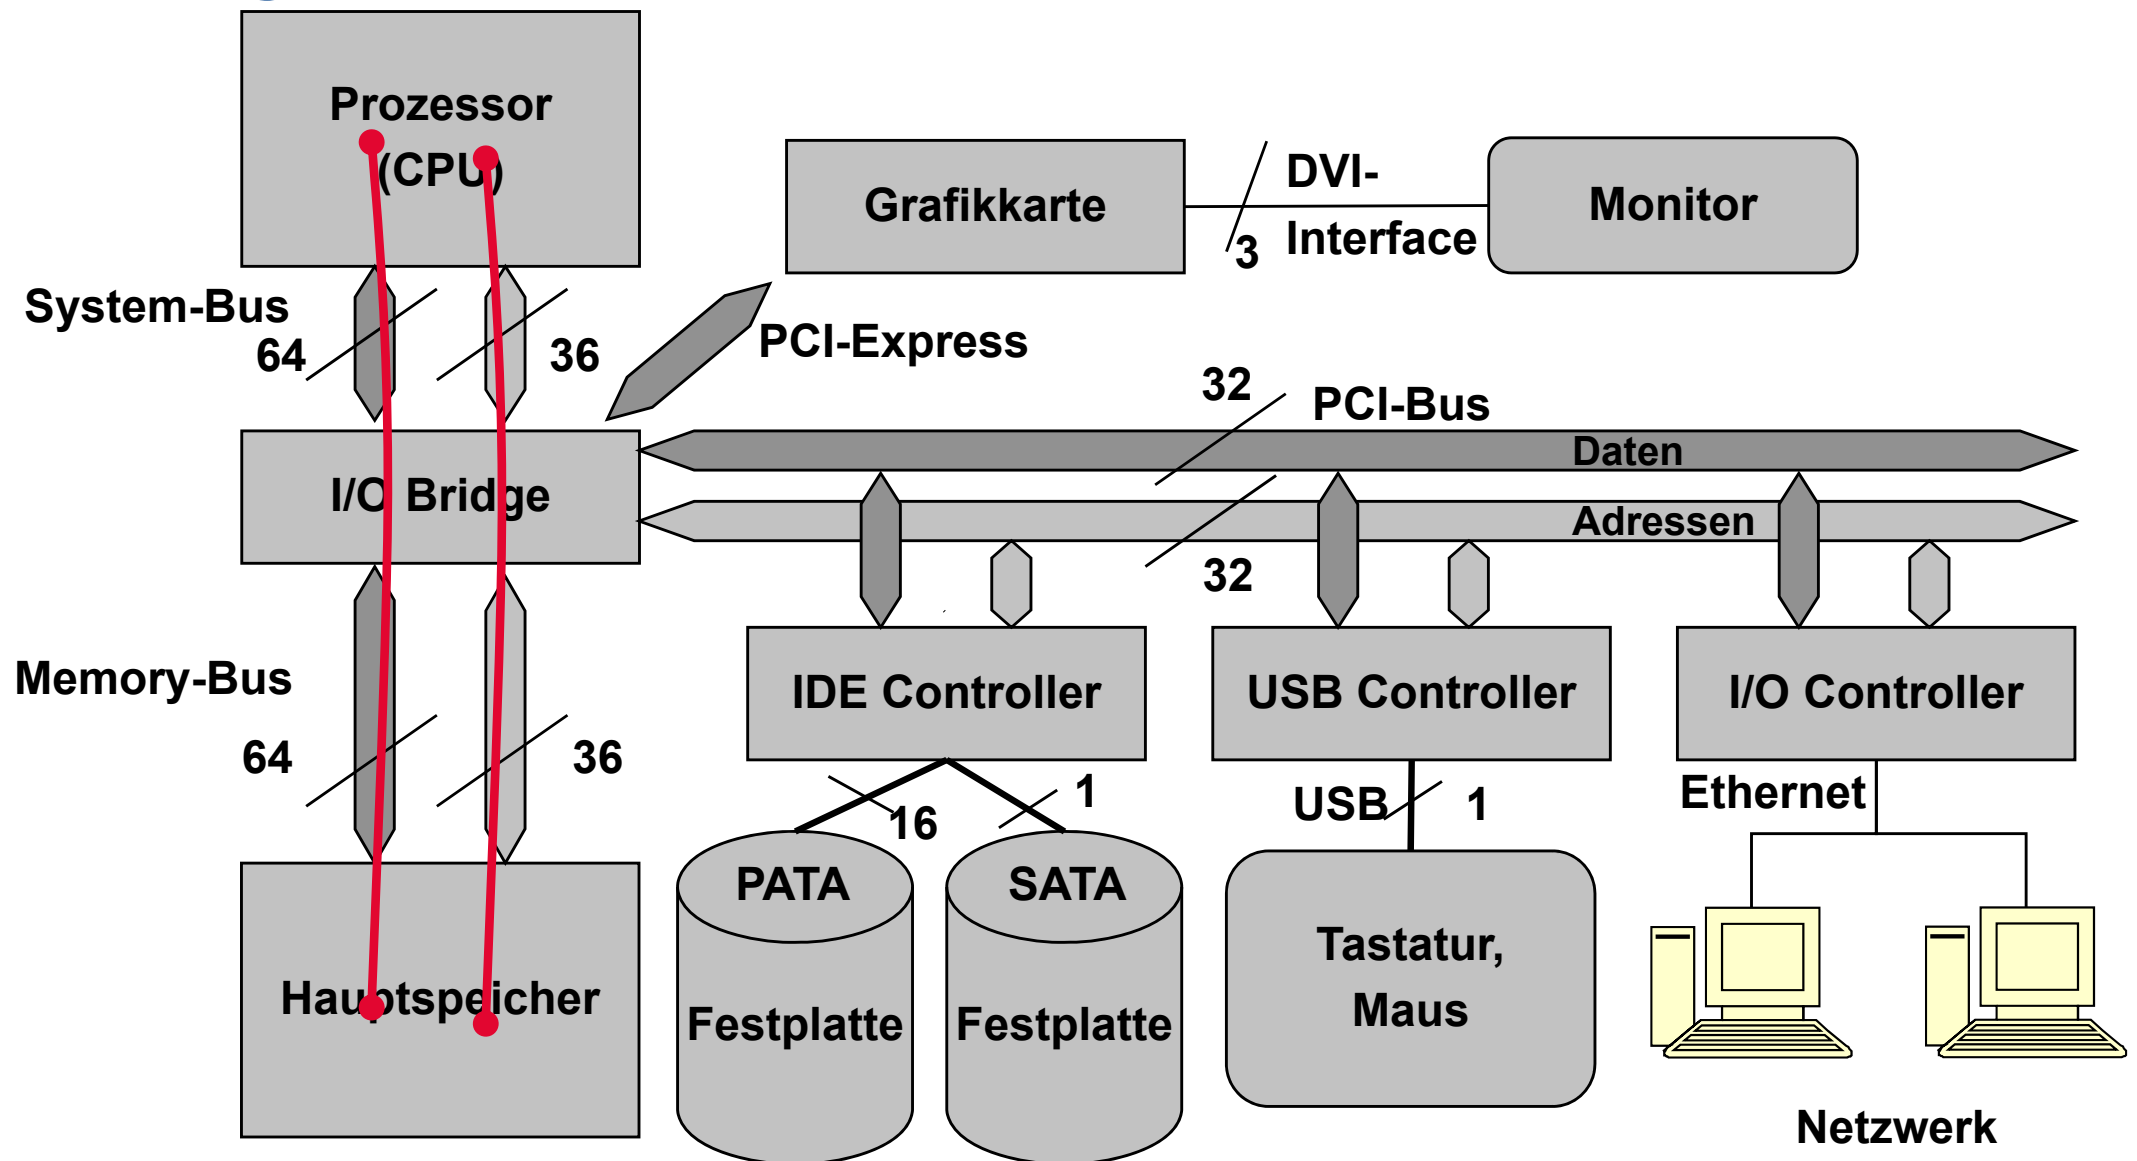 Prozessor
(CPU)
Grafikkarte
DVI-
Interface
3
Monitor
System-Bus
64
36
PCI-Express
32
PCI-Bus
Daten
I/O Bridge
Adressen
32
Memory-Bus
64
36
IDE Controller
USB Controller
I/O Controller
16
1
USB
1
Ethernet
PATA
SATA
Hauptspeicher
Festplatte
Festplatte
Tastatur,
Maus
Netzwerk